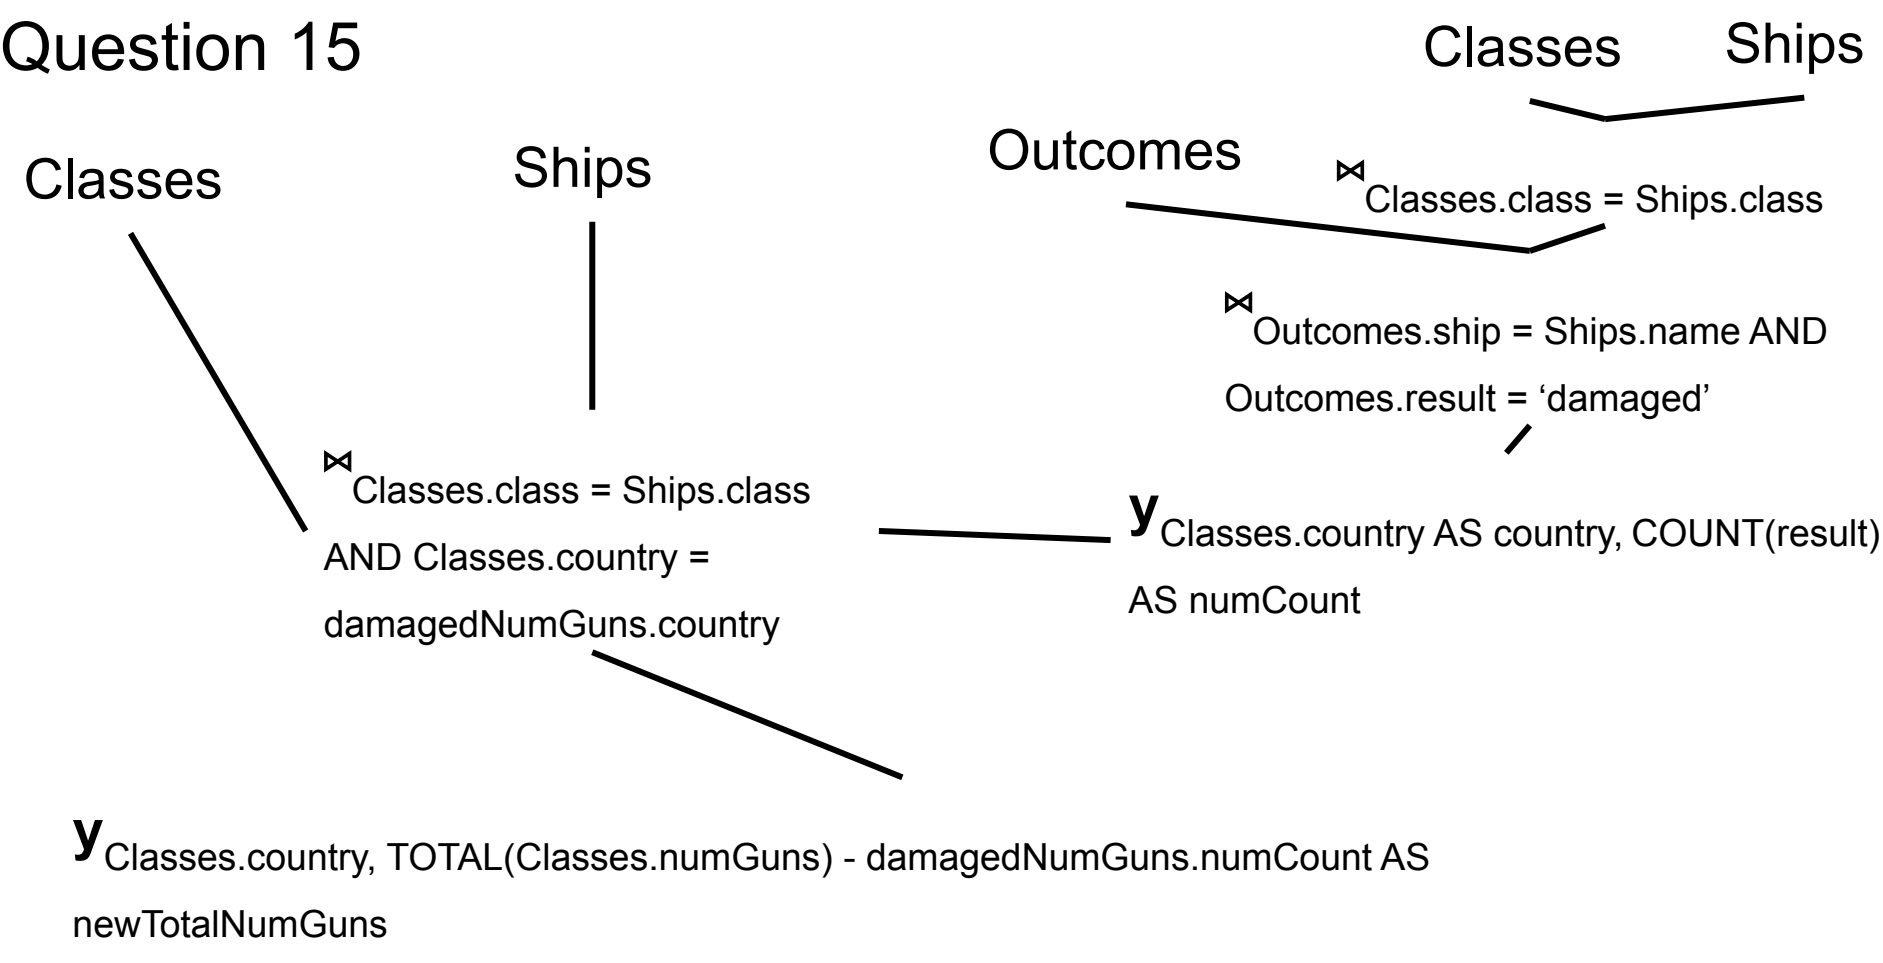 Question 15
Classes Ships
Outcomes
Classes
Ships
⋈Classes.class = Ships.class
⋈Outcomes.ship = Ships.name AND
Outcomes.result = ‘damaged’
⋈Classes.class = Ships.class
AND Classes.country =
damagedNumGuns.country
yClasses.country AS country, COUNT(result)
AS numCount
yClasses.country, TOTAL(Classes.numGuns) - damagedNumGuns.numCount AS
newTotalNumGuns